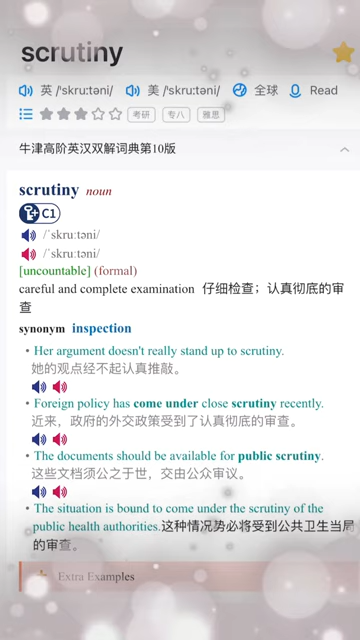 scrutiny
英 /ˈskruːtəni/ 美 /ˈskruːtəni/ 全球 Read
考研 专八 雅思
牛津高阶英汉双解词典第10版
scrutiny noun
C1
/ˈskruːtəni/
/ˈskruːtəni/
[uncountable] (formal)
careful and complete examination 仔细检查；认真彻底的审
查
synonym inspection
• Her argument doesn't really stand up to scrutiny.
她的观点经不起认真推敲。
• Foreign policy has come under close scrutiny recently.
近来，政府的外交政策受到了认真彻底的审查。
• The documents should be available for public scrutiny.
这些文档须公之于世，交由公众审议。
• The situation is bound to come under the scrutiny of the
public health authorities.这种情况势必将受到公共卫生当局
的审查。
Extra Examples